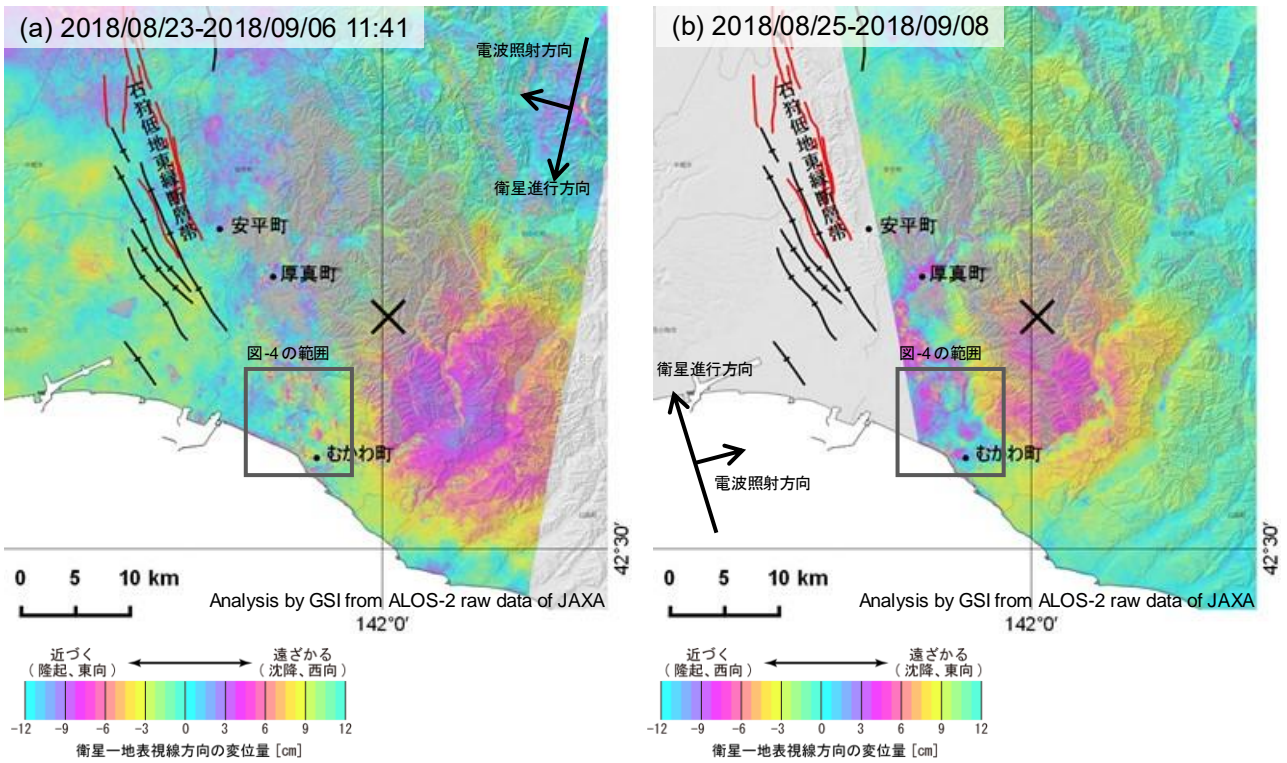 (a) 2018/08/23-2018/09/06 11:41
電波照射方向
衛星進行方向
石狩低地東縁断層帯
安平町
厚真町
図-4の範囲
むかわ町
0 5 10 km
Analysis by GSI from ALOS-2 raw data of JAXA
42°30′
142°0′
近づく
(隆起、東向)
遠ざかる
(沈降、西向)
-12 -9 -6 -3 0 3 6 9 12
衛星―地表視線方向の変位量 [cm]
(b) 2018/08/25-2018/09/08
石狩低地東縁断層帯
安平町
厚真町
図-4の範囲
衛星進行方向
むかわ町
電波照射方向
0 5 10 km
Analysis by GSI from ALOS-2 raw data of JAXA
42°30′
142°0′
近づく
(隆起、西向)
遠ざかる
(沈降、東向)
-12 -9 -6 -3 0 3 6 9 12
衛星―地表視線方向の変位量 [cm]